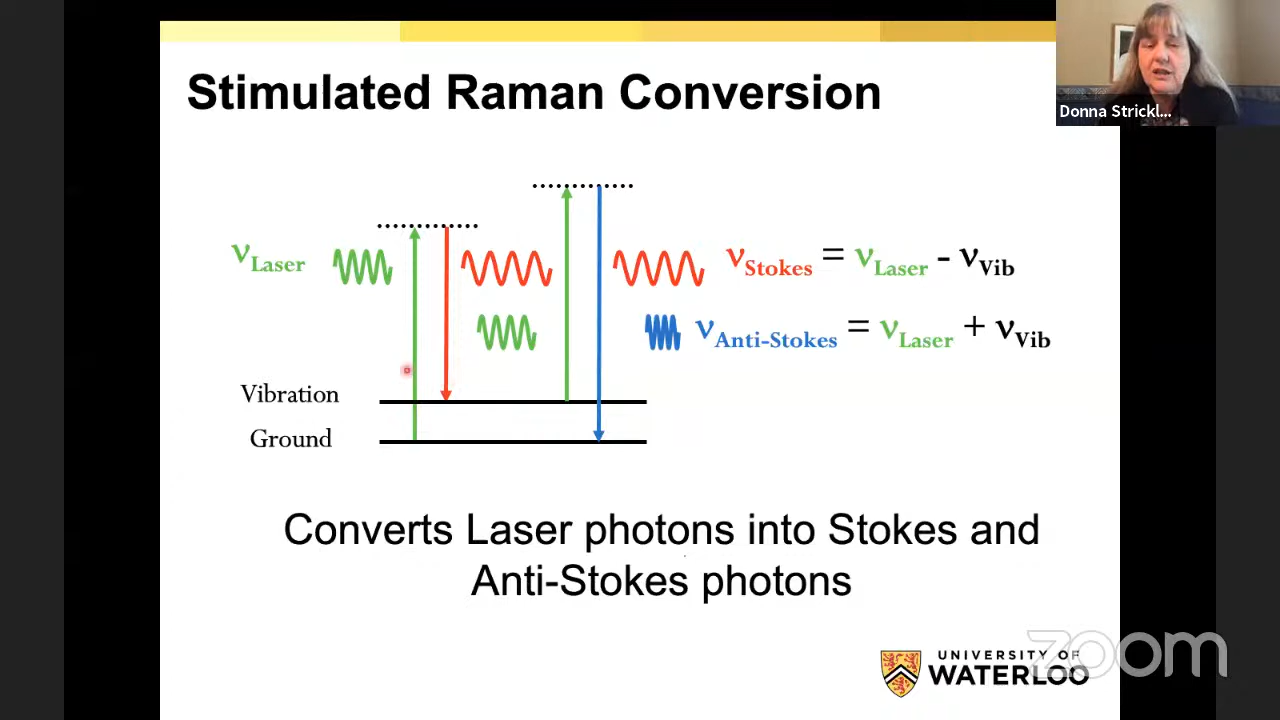 Stimulated Raman Conversion
Donna Strickl...
νLaser
νStokes = νLaser - νVib
νAnti-Stokes = νLaser + νVib
Vibration
Ground
Converts Laser photons into Stokes and
Anti-Stokes photons
UNIVERSITY OF
WATERLOO
zoom